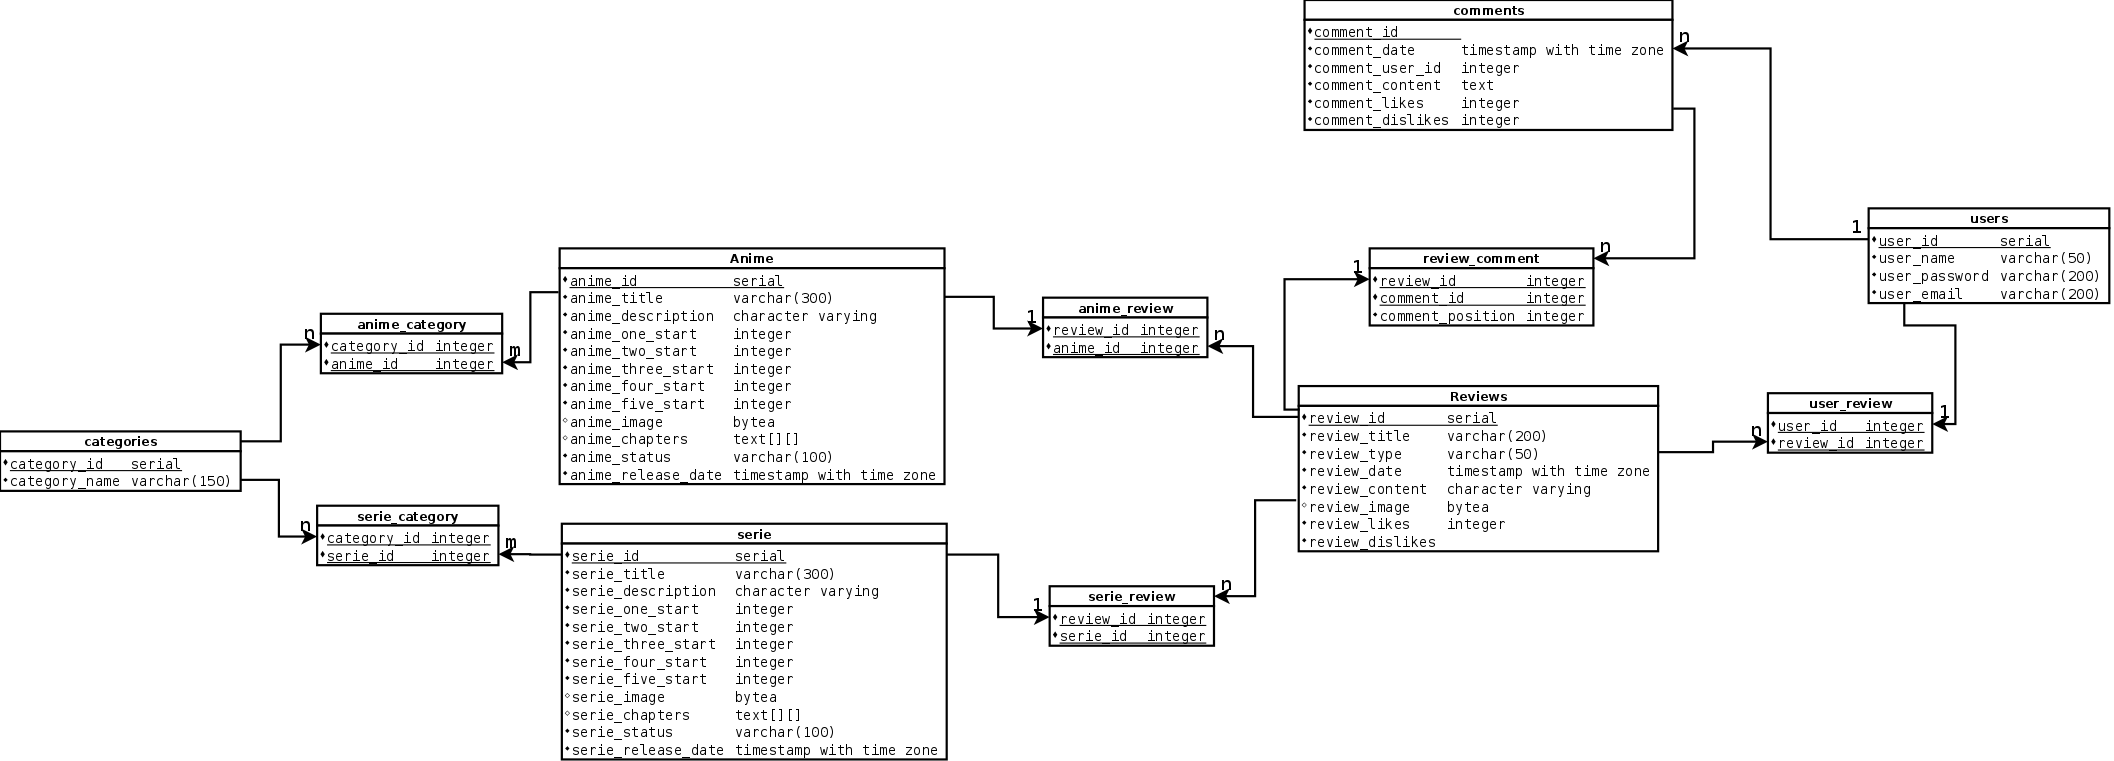 comments
comment_id
comment_date timestamp with time zone
comment_user_id integer
comment_content text
comment_likes integer
comment_dislikes integer
n
1
users
user_id serial
user_name varchar(50)
user_password varchar(200)
user_email varchar(200)
n
1
review_comment
review_id integer
comment_id integer
comment_position integer
Anime
anime_id serial
anime_title varchar(300)
anime_description character varying
anime_one_start integer
anime_two_start integer
anime_three_start integer
anime_four_start integer
anime_five_start integer
anime_image bytea
anime_chapters text[][]
anime_status varchar(100)
anime_release_date timestamp with time zone
1
anime_review
review_id integer
anime_id integer
n
n
anime_category
category_id integer
anime_id integer
m
Reviews
review_id serial
review_title varchar(200)
review_type varchar(50)
review_date timestamp with time zone
review_content character varying
review_image bytea
review_likes integer
review_dislikes
n
user_review
user_id integer
review_id integer
1
categories
category_id serial
category_name varchar(150)
n
serie_category
category_id integer
serie_id integer
m
serie
serie_id serial
serie_title varchar(300)
serie_description character varying
serie_one_start integer
serie_two_start integer
serie_three_start integer
serie_four_start integer
serie_five_start integer
serie_image bytea
serie_chapters text[][]
serie_status varchar(100)
serie_release_date timestamp with time zone
1
serie_review
review_id integer
serie_id integer
n